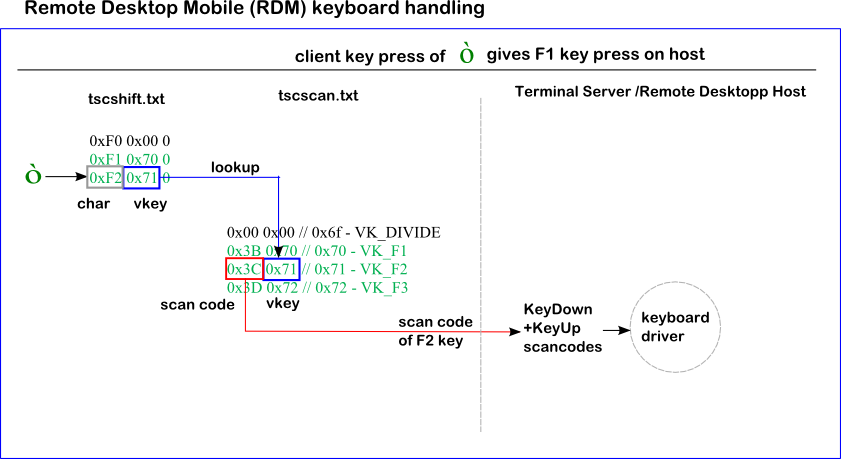 Remote Desktop Mobile (RDM) keyboard handling
client key press of ò gives F1 key press on host
tscshift.txt
tscscan.txt
Terminal Server /Remote Desktopp Host
0xF0 0x00 0
0xF1 0x70 0
ò
0xF2 0x71 0
lookup
char
vkey
0x00 0x00 // 0x6f - VK_DIVIDE
0x3B 0x70 // 0x70 - VK_F1
0x3C 0x71 // 0x71 - VK_F2
0x3D 0x72 // 0x72 - VK_F3
scan code
vkey
scan code
of F2 key
KeyDown
+KeyUp
scancodes
keyboard
driver